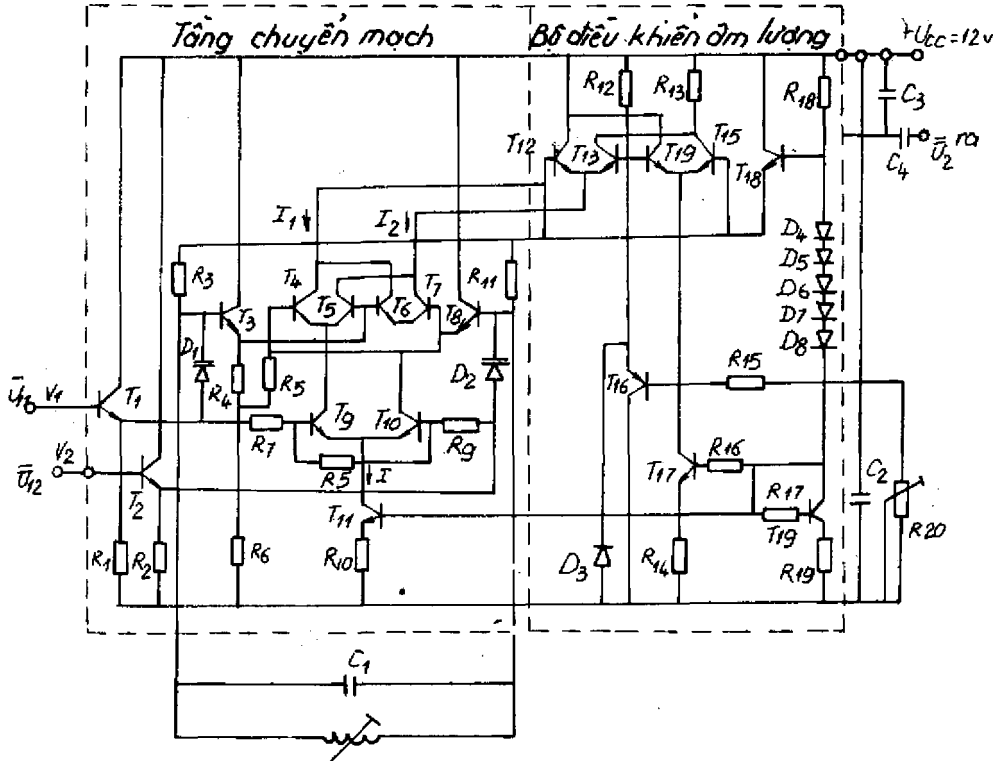 Tầng chuyển mạch
Bộ điều khiển âm lượng
+UCC=12V
R12
R13
R18
C3
C4
Ū2 ra
T12
T13
T19
T15
T18
I1
I2
D4
D5
D6
D7
D8
R3
T3
T4
T5
T6
T7
T8
R11
D1
R4
R5
D2
R15
T16
V1
T1
R7
T9
T10
R9
V2
Ū12
T2
R5
I
T11
T17
R16
R17
T19
C2
R20
R1
R2
R6
R10
D3
R14
R19
C1